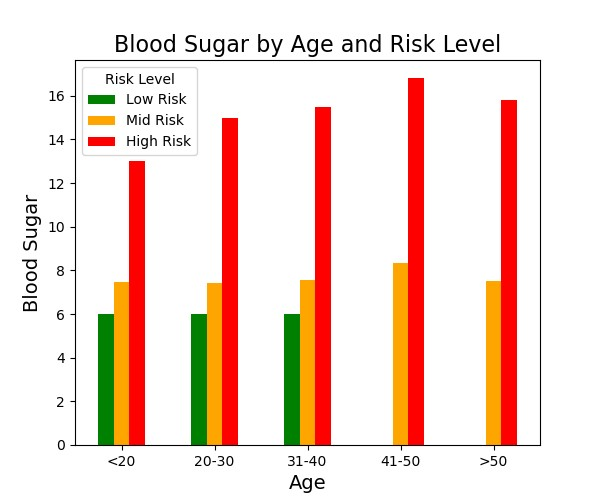 Blood Sugar by Age and Risk Level
Risk Level
Low Risk
Mid Risk
High Risk
Blood Sugar
16
14
12
10
8
6
4
2
0
<20 20-30 31-40 41-50 >50
Age